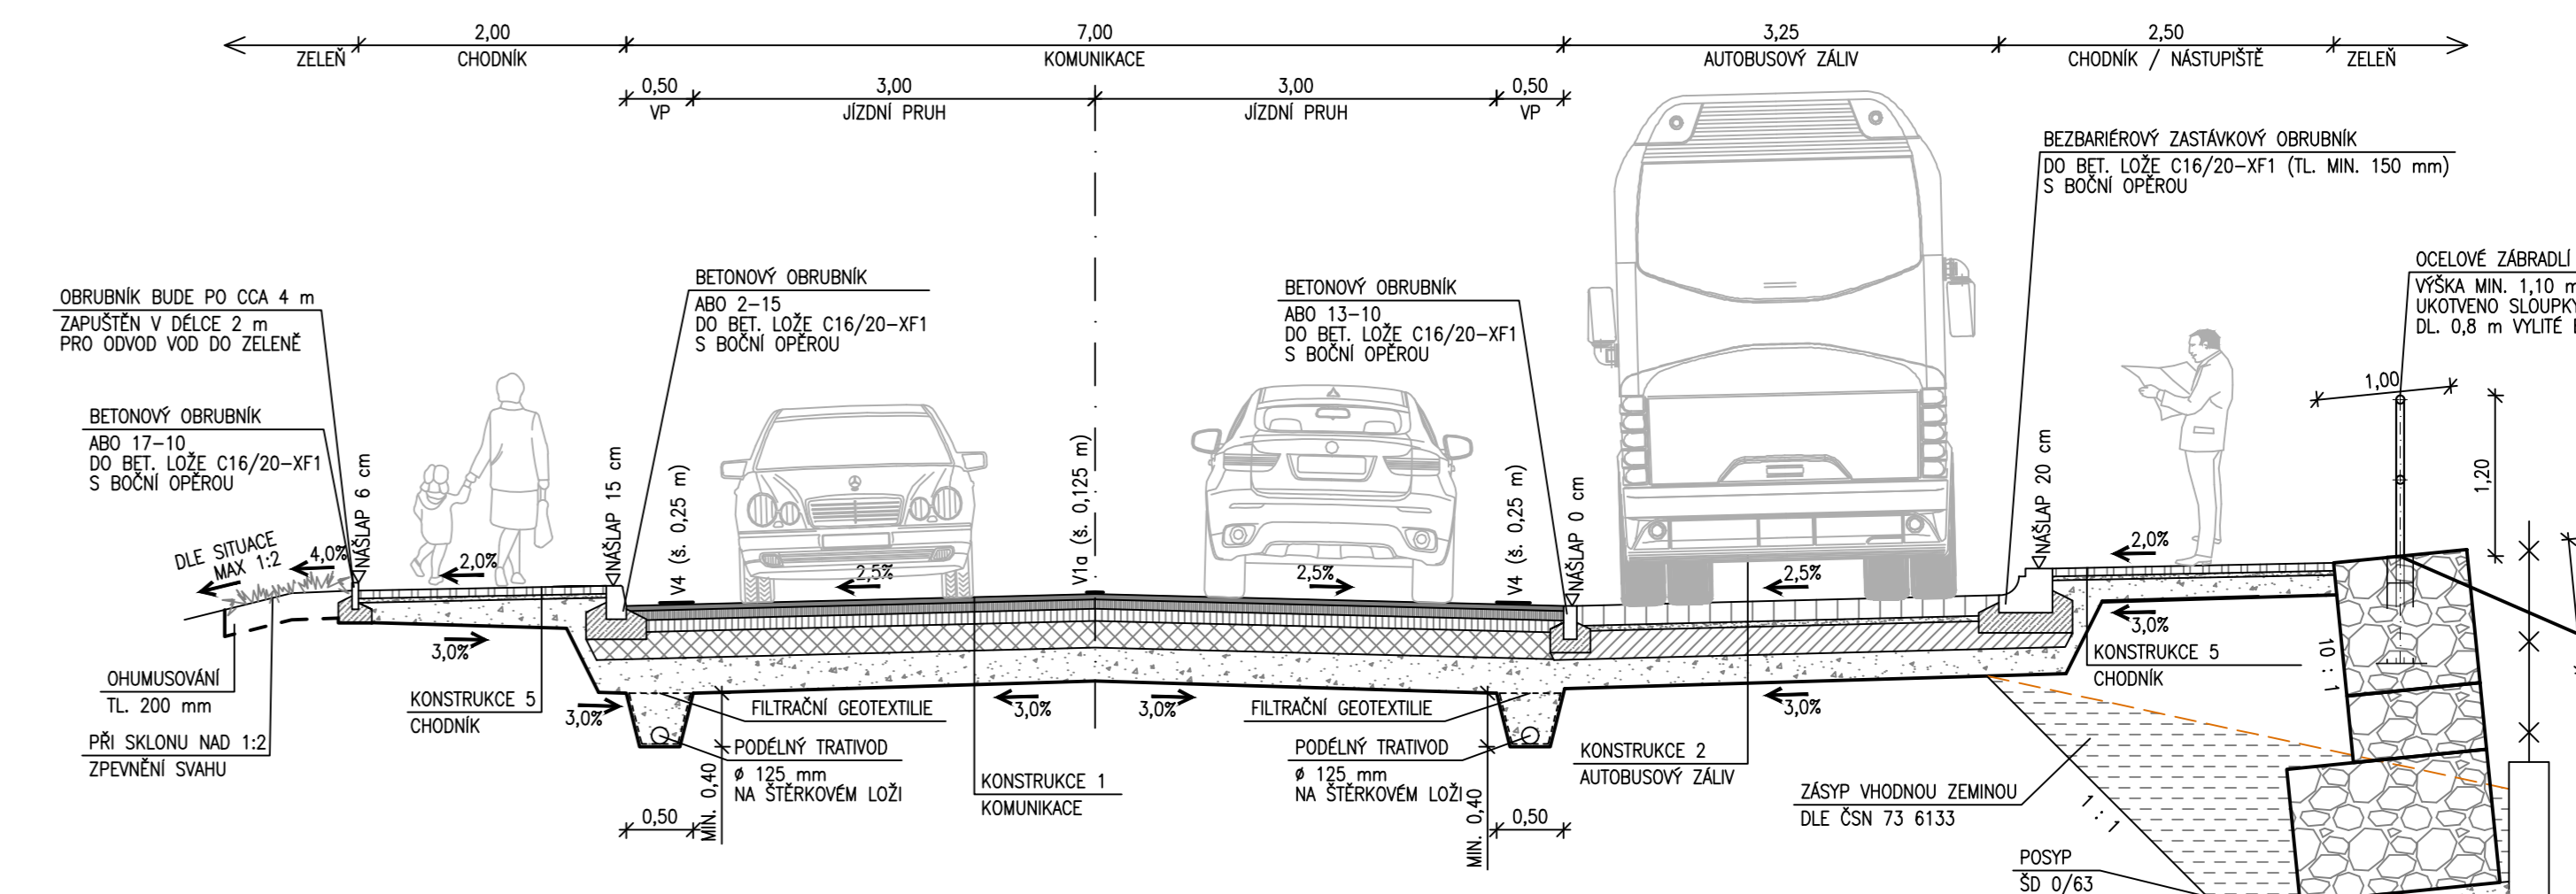 2,00
7,00
3,25
2,50
ZELEŇ
CHODNÍK
KOMUNIKACE
AUTOBUSOVÝ ZÁLIV
CHODNÍK / NÁSTUPIŠTĚ
ZELEŇ
0,50
3,00
3,00
0,50
VP
JÍZDNÍ PRUH
JÍZDNÍ PRUH
VP
BEZBARIÉROVÝ ZASTÁVKOVÝ OBRUBNÍK
DO BET. LOŽE C16/20-XF1 (TL. MIN. 150 mm)
S BOČNÍ OPĚROU
OCELOVÉ ZÁBRADLÍ
VÝŠKA MIN. 1,10 m
UKOTVENO SLOUPKY
DL. 0,8 m VYLITÉ
BETONOVÝ OBRUBNÍK
ABO 2-15
DO BET. LOŽE C16/20-XF1
S BOČNÍ OPĚROU
BETONOVÝ OBRUBNÍK
ABO 13-10
DO BET. LOŽE C16/20-XF1
S BOČNÍ OPĚROU
OBRUBNÍK BUDE PO CCA 4 m
ZAPUŠTĚN V DÉLCE 2 m
PRO ODVOD VOD DO ZELENĚ
BETONOVÝ OBRUBNÍK
ABO 17-10
DO BET. LOŽE C16/20-XF1
S BOČNÍ OPĚROU
1,00
1,20
NÁŠLAP 6 cm
NÁŠLAP 15 cm
V4 (š. 0,25 m)
V1a (š. 0,125 m)
V4 (š. 0,25 m)
NÁŠLAP 0 cm
NÁŠLAP 20 cm
DLE SITUACE
MAX 1:2
4,0%
2,0%
2,5%
2,5%
2,5%
2,0%
3,0%
3,0%
3,0%
3,0%
3,0%
3,0%
10:1
OHUMUSOVÁNÍ
TL. 200 mm
PŘI SKLONU NAD 1:2
ZPEVNĚNÍ SVAHU
KONSTRUKCE 5
CHODNÍK
FILTRAČNÍ GEOTEXTILIE
PODÉLNÝ TRATIVOD
ø 125 mm
NA ŠTĚRKOVÉM LOŽI
MIN. 0,40
0,50
KONSTRUKCE 1
KOMUNIKACE
FILTRAČNÍ GEOTEXTILIE
PODÉLNÝ TRATIVOD
ø 125 mm
NA ŠTĚRKOVÉM LOŽI
MIN. 0,40
0,50
KONSTRUKCE 2
AUTOBUSOVÝ ZÁLIV
KONSTRUKCE 5
CHODNÍK
ZÁSYP VHODNOU ZEMINOU
DLE ČSN 73 6133
1:1
POSYP
ŠD 0/63